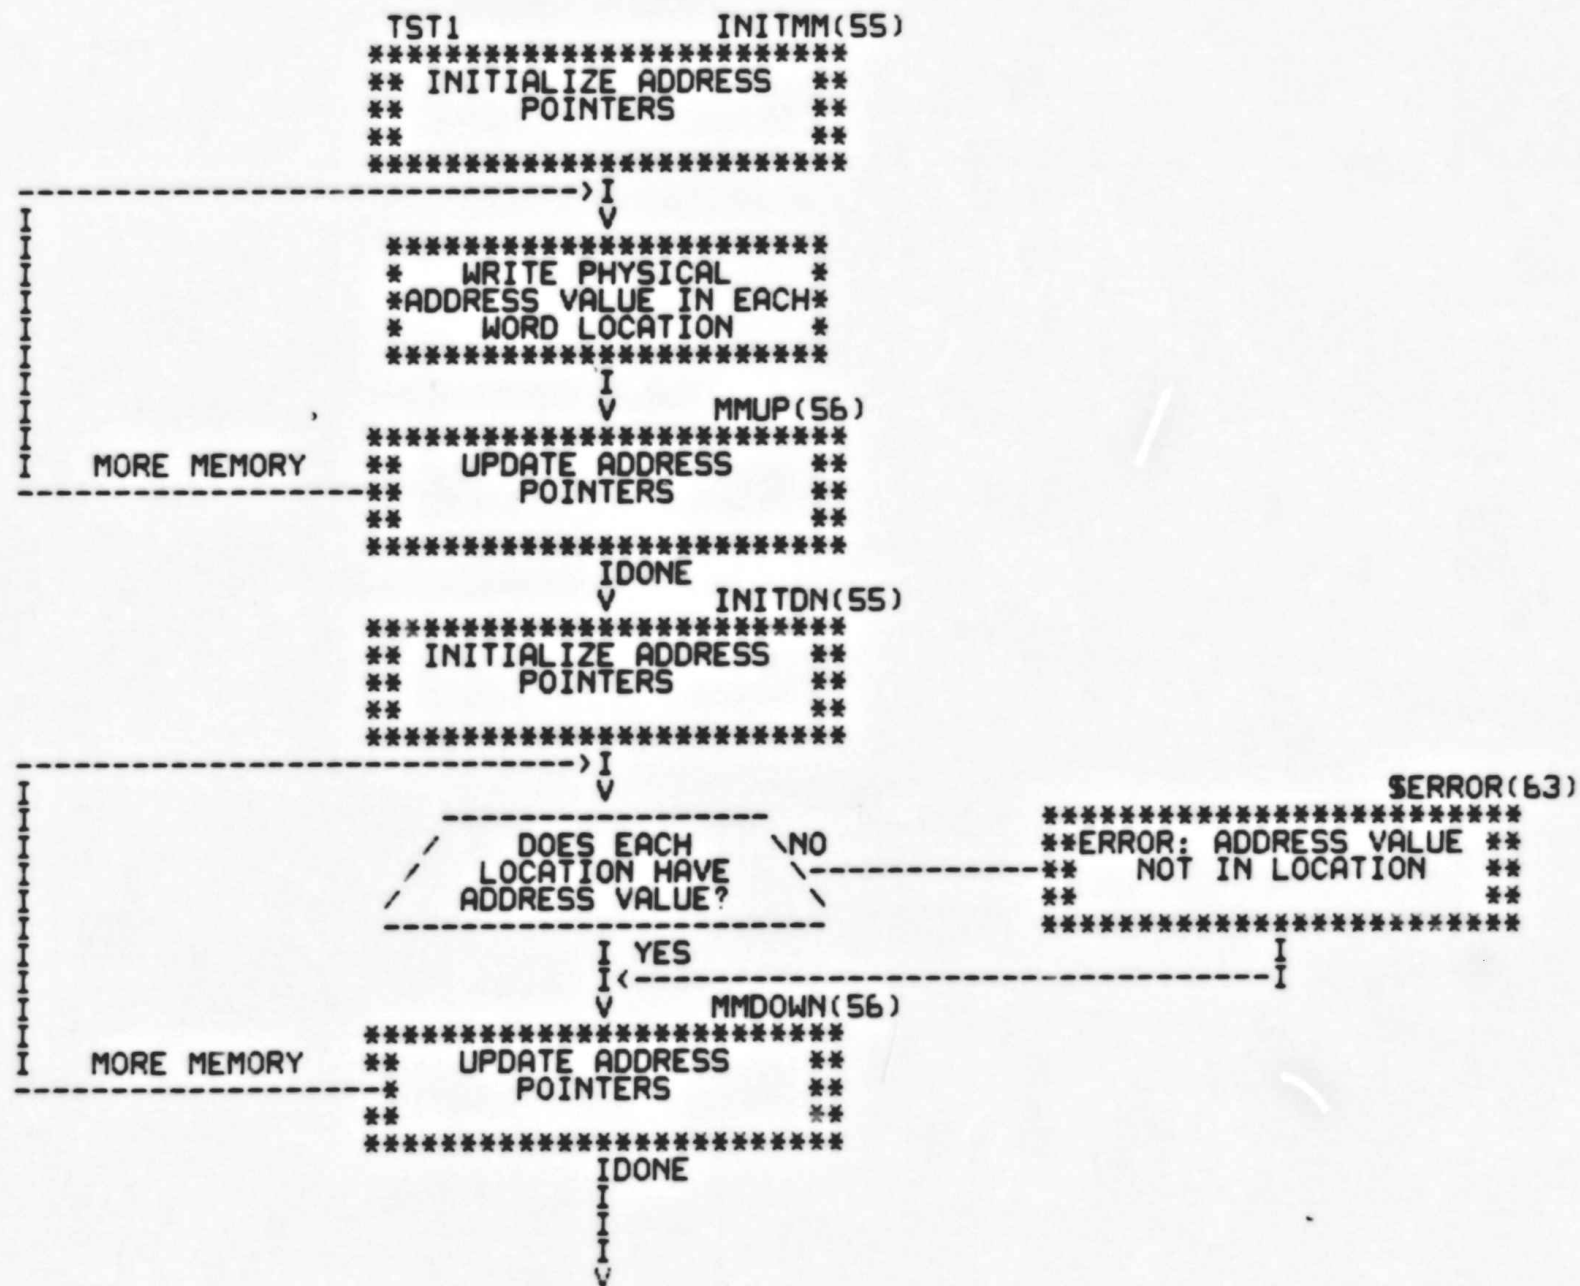 TST1 INITMM(55)
*************************
** INITIALIZE ADDRESS **
** POINTERS **
** **
*************************
------------------------------>I
I V
I ***********************
I * WRITE PHYSICAL *
I *ADDRESS VALUE IN EACH*
I * WORD LOCATION *
I ***********************
I I
I V MMUP(56)
I *************************
I MORE MEMORY ** UPDATE ADDRESS **
------------------** POINTERS **
** **
*************************
IDONE
V INITDN(55)
*************************
** INITIALIZE ADDRESS **
** POINTERS **
** **
*************************
------------------------------>I
I V $ERROR(63)
I ----------------- *************************
I / DOES EACH \NO **ERROR: ADDRESS VALUE **
I / LOCATION HAVE \------------** NOT IN LOCATION **
I / ADDRESS VALUE? \ ** **
I ----------------------- *************************
I I YES I
I I<---------------------------------I
I V MMDOWN(56)
I *************************
I MORE MEMORY ** UPDATE ADDRESS **
-------------------* POINTERS **
** **
*************************
IDONE
I
I
I
V